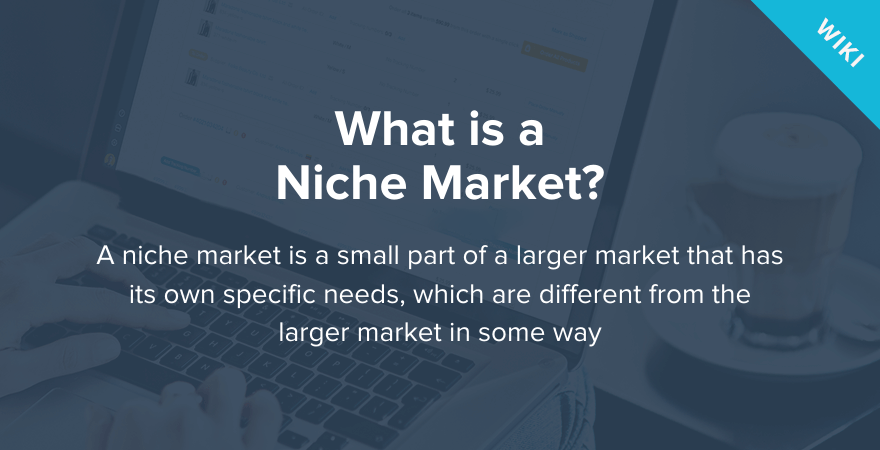 WIKI
What is a
Niche Market?
A niche market is a small part of a larger market that has
its own specific needs, which are different from the
larger market in some way